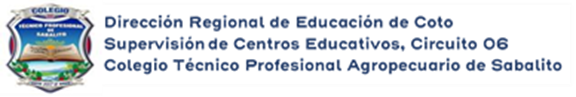 COLEGIO
TÉCNICO PROFESIONAL
DE
SABALITO
Dirección Regional de Educación de Coto
Supervisión de Centros Educativos, Circuito 06
Colegio Técnico Profesional Agropecuario de Sabalito